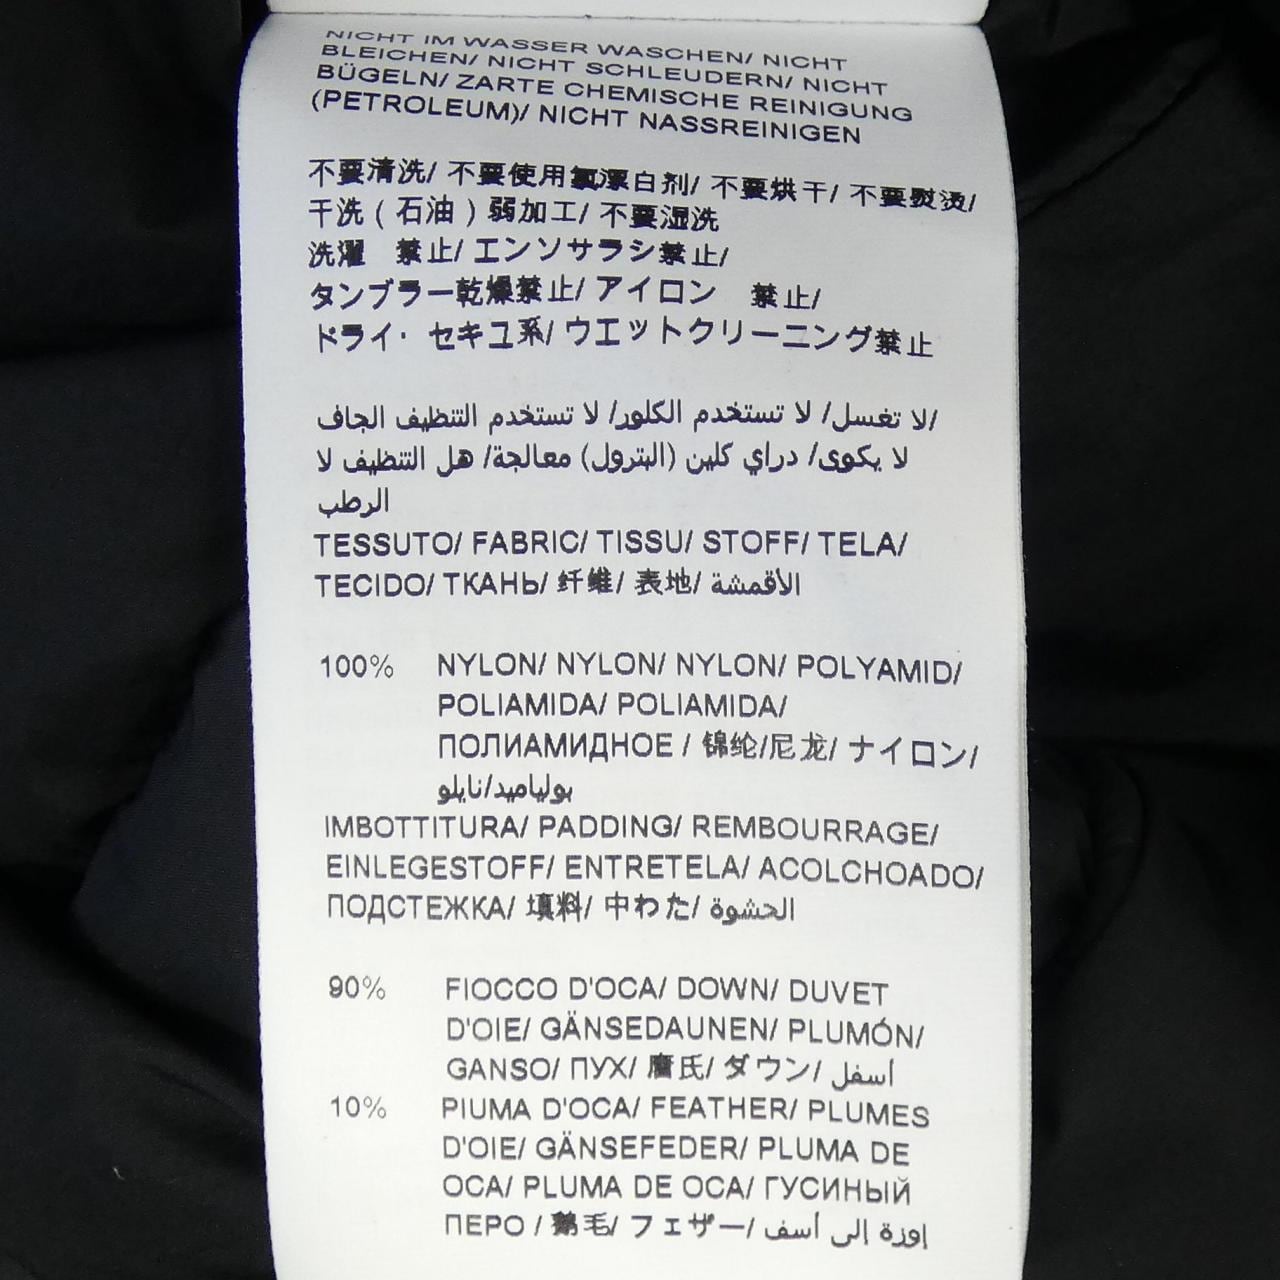 NICHT IM WASSER WASCHEN/ NICHT
BLEICHEN/ NICHT SCHLEUDERN/ NICHT
BÜGELN/ ZARTE CHEMISCHE REINIGUNG
(PETROLEUM)/ NICHT NASSREINIGEN
不要清洗/ 不要使用氯漂白剂/ 不要烘干/ 不要熨烫/
干洗 ( 石油 ) 弱加工/ 不要湿洗
洗濯 禁止/ エンソサラシ禁止/
タンブラー乾燥禁止/ アイロン 禁止/
ドライ・ セキユ系/ ウエットクリーニング禁止
/لا تغسل/ لا تستخدم الكلور/ لا تستخدم التنظيف الجاف
لا يكوى/ دراي كلين (البترول) معالجة/ هل التنظيف لا
الرطب
TESSUTO/ FABRIC/ TISSU/ STOFF/ TELA/
TECIDO/ ТКАНЬ/ 纤维/ 表地/ الأقمشة
100% NYLON/ NYLON/ NYLON/ POLYAMID/
POLIAMIDA/ POLIAMIDA/
ПОЛИАМИДНОЕ / 锦纶/尼龙/ ナイロン/
بولياميد/نايلو
IMBOTTITURA/ PADDING/ REMBOURRAGE/
EINLEGESTOFF/ ENTRETELA/ ACOLCHOADO/
ПОДСТЕЖКА/ 填料/ 中わた/ الحشوة
90% FIOCCO D'OCA/ DOWN/ DUVET
D'OIE/ GÄNSEDAUNEN/ PLUMÓN/
GANSO/ ПУХ/ 麿氏/ ダウン/ أسفل
10% PIUMA D'OCA/ FEATHER/ PLUMES
D'OIE/ GÄNSEFEDER/ PLUMA DE
OCA/ PLUMA DE OCA/ ГУСИНЫЙ
ПЕРО / 鹅毛/ フェザー/ إوزة إلى أسف